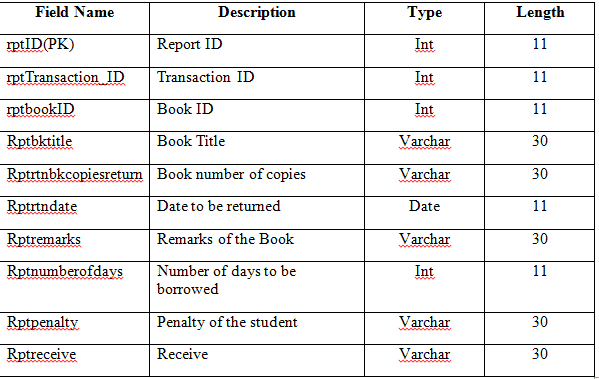 Field Name Description Type Length
rptID(PK) Report ID Int 11
rptTransaction_ID Transaction ID Int 11
rptbookID Book ID Int 11
Rptbktitle Book Title Varchar 30
Rptrtnbkcopiesreturn Book number of copies Varchar 30
Rptrtndate Date to be returned Date 11
Rptremarks Remarks of the Book Varchar 30
Rptnumberofdays Number of days to be Int 11
borrowed
Rptpenalty Penalty of the student Varchar 30
Rptreceive Receive Varchar 30